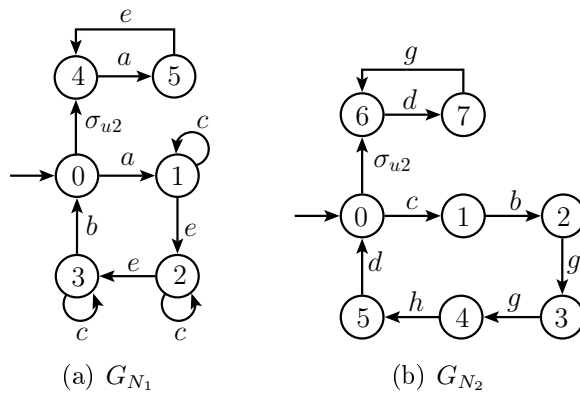 e
g
4 a 5
6 d 7
σu2
σu2
c
0 a 1
0 c 1 b 2
b e
d g
3 e 2
5 h 4 g 3
c c
(a) GN1
(b) GN2